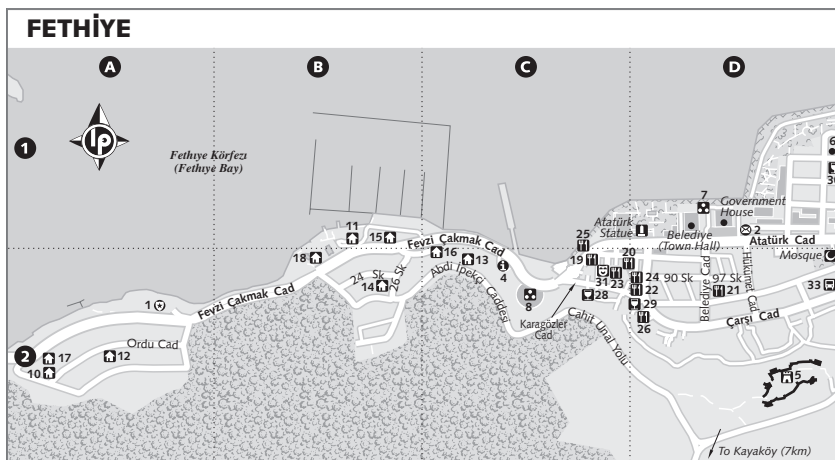 FETHİYE
A
B
C
D
1
lp
Fethıye Körfezı
(Fethıye Bay)
6
7
Government
House
11
15
25
Atatürk
Statue
Belediye
(Town Hall)
2
Atatürk Cad
18
Fevzi Çakmak Cad
16
13
4
19
20
Mosque
24 Sk
26 Sk
14
Abdi İpekçi Caddesi
31
23
24
22
90 Sk
Belediye Cad
97 Sk
21
Hükümet Cad
33
1
Fevzi Çakmak Cad
8
28
29
Karagözler
Cad
26
Çarşı Cad
Cahit Ünal Yolu
2
17
10
12
Ordu Cad
5
To Kayaköy (7km)